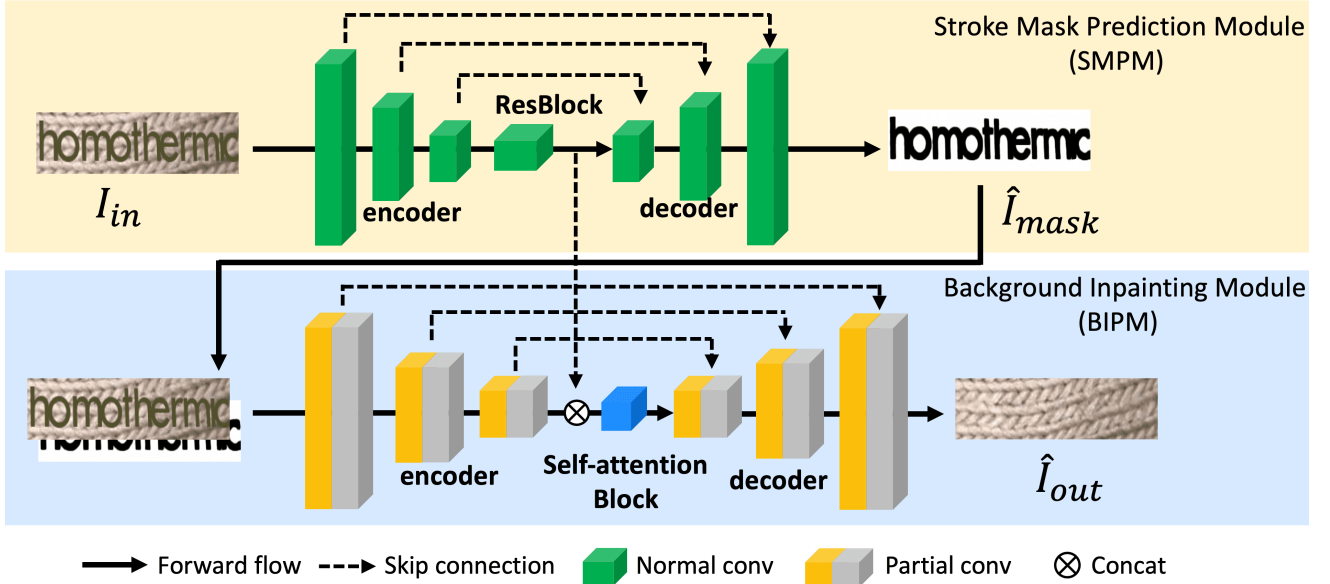 Stroke Mask Prediction Module
(SMPM)
ResBlock
homothermic
homothermic
I_in
encoder
decoder
Î_mask
Background Inpainting Module
(BIPM)
homothermic
homothermic
encoder
Self-attention
Block
decoder
Î_out
Forward flow
Skip connection
Normal conv
Partial conv
Concat